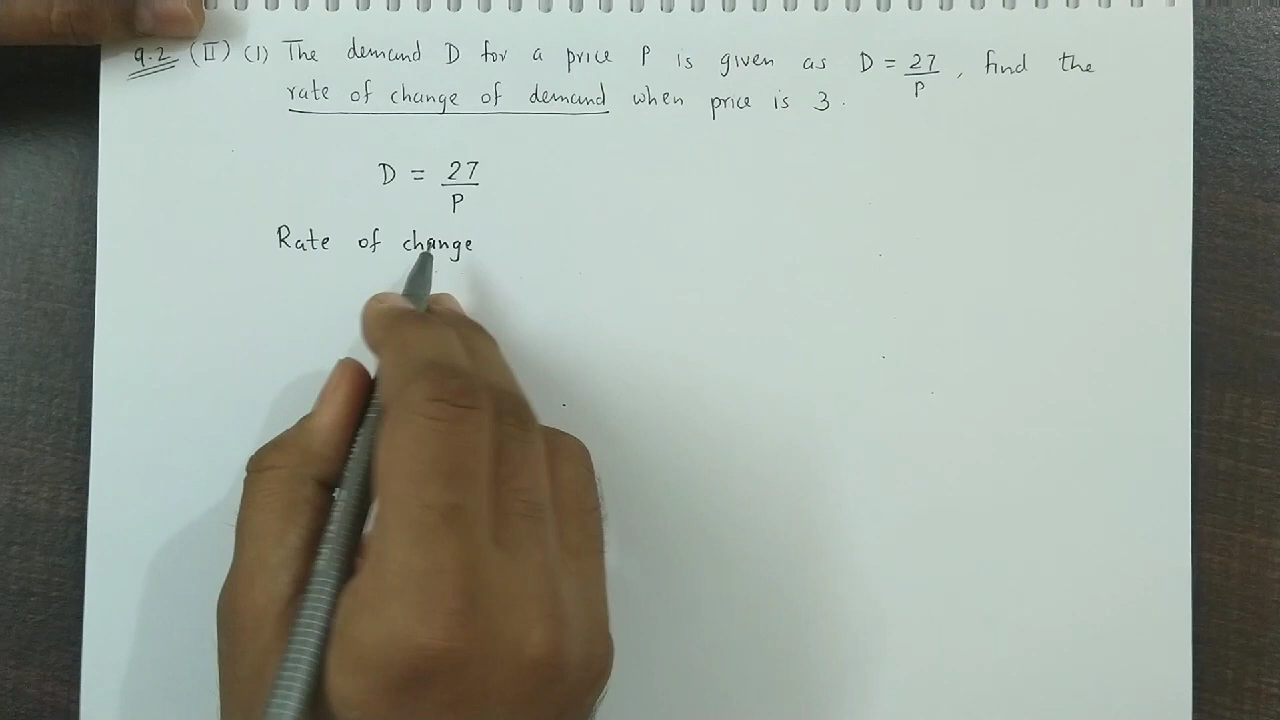 Q.2 (II) (1) The demand D for a price P is given as D = 27/P , find the
rate of change of demand when price is 3 .
D = 27/P
Rate of change